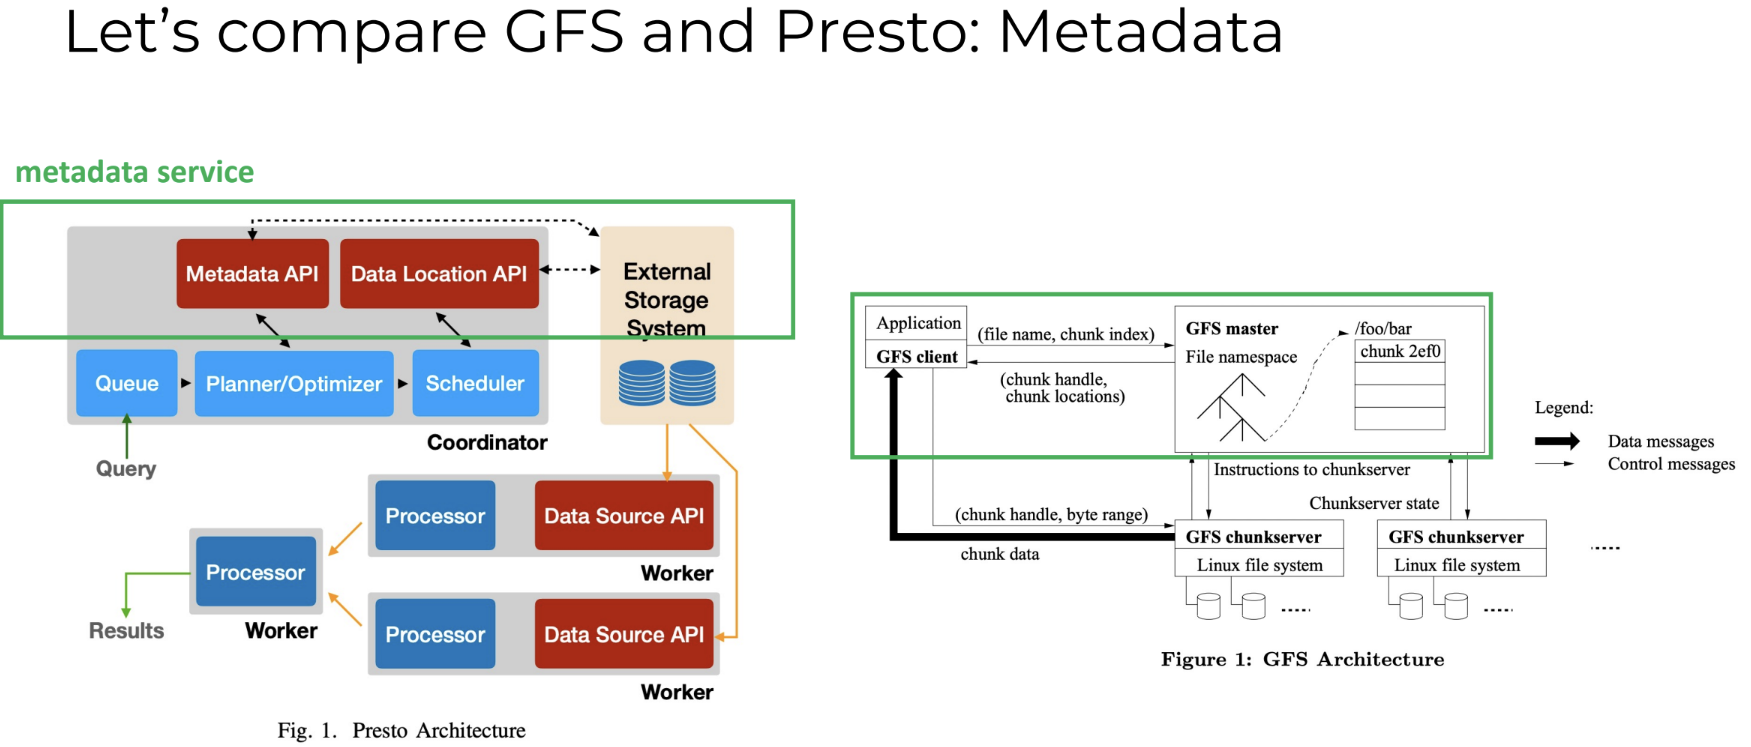 Let's compare GFS and Presto: Metadata
metadata service
Metadata API
Data Location API
External
Storage
System
Queue
Planner/Optimizer
Scheduler
Coordinator
Query
Processor
Data Source API
Worker
Processor
Worker
Results
Processor
Data Source API
Worker
Fig. 1. Presto Architecture
Application
GFS client
(file name, chunk index)
(chunk handle,
chunk locations)
GFS master
File namespace
/foo/bar
chunk 2ef0
Legend:
Data messages
Control messages
Instructions to chunkserver
Chunkserver state
(chunk handle, byte range)
chunk data
GFS chunkserver
Linux file system
GFS chunkserver
Linux file system
Figure 1: GFS Architecture